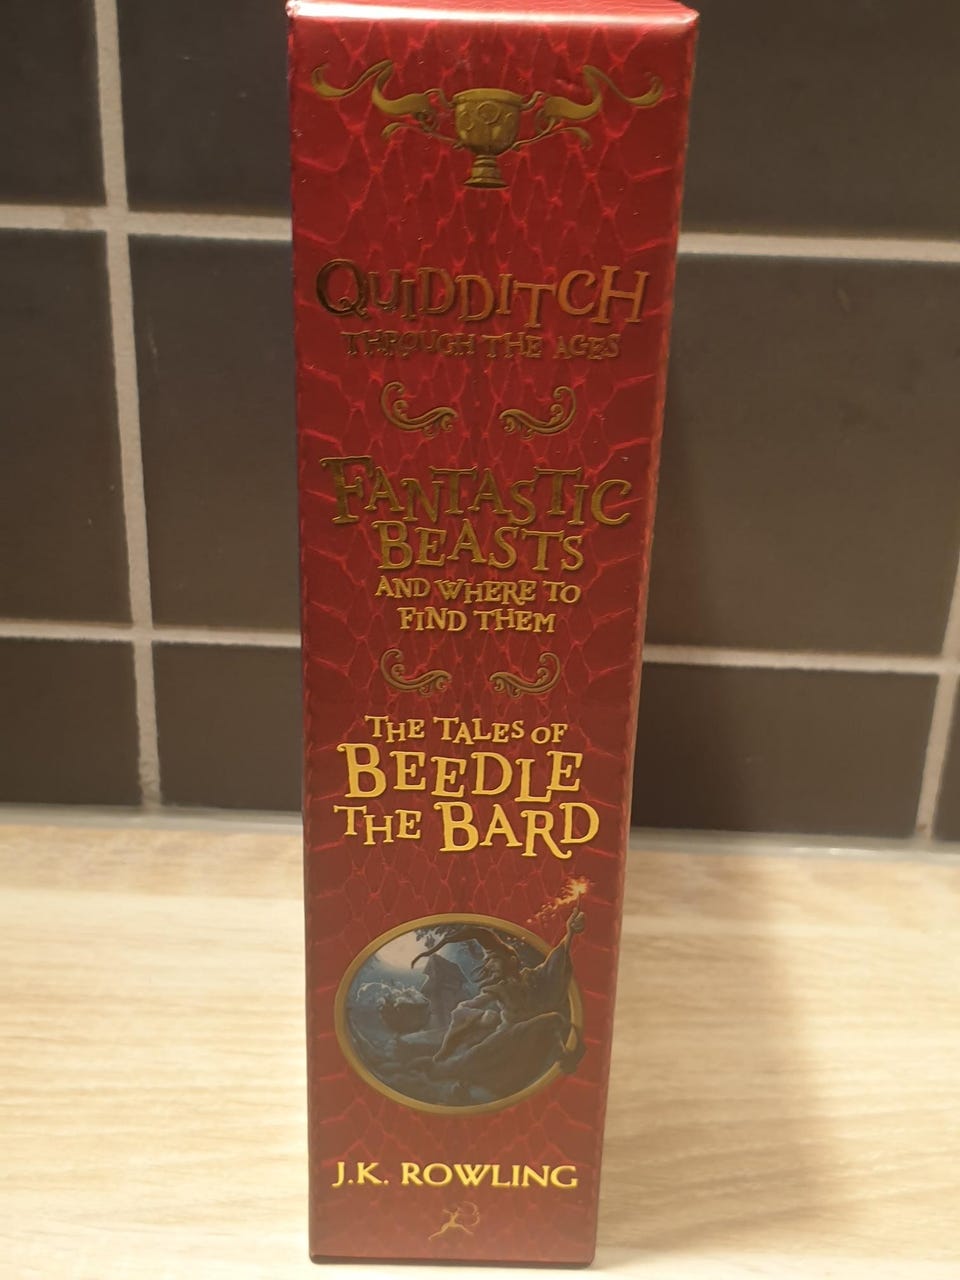 QUIDDITCH
THROUGH THE AGES
FANTASTIC
BEASTS
AND WHERE TO
FIND THEM
THE TALES OF
BEEDLE
THE BARD
J.K. ROWLING